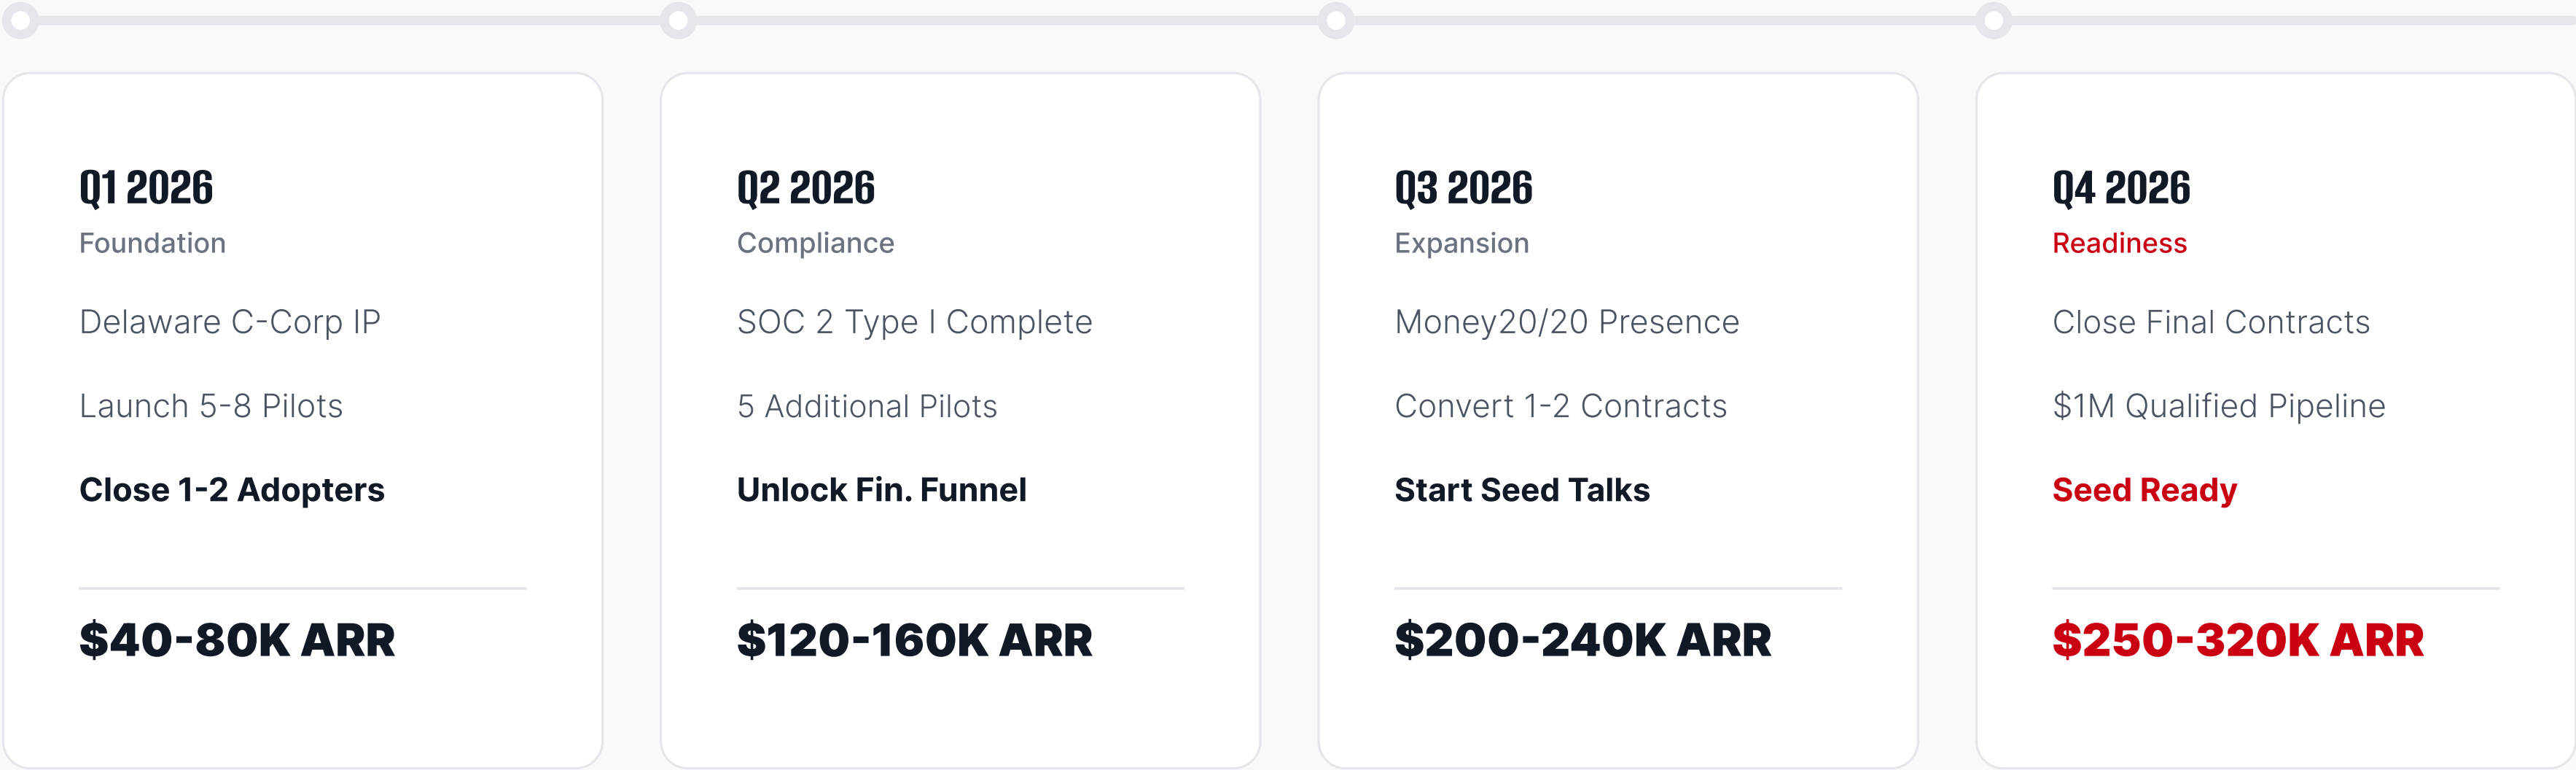 Q1 2026
Foundation
Delaware C-Corp IP
Launch 5-8 Pilots
Close 1-2 Adopters
$40-80K ARR
Q2 2026
Compliance
SOC 2 Type I Complete
5 Additional Pilots
Unlock Fin. Funnel
$120-160K ARR
Q3 2026
Expansion
Money20/20 Presence
Convert 1-2 Contracts
Start Seed Talks
$200-240K ARR
Q4 2026
Readiness
Close Final Contracts
$1M Qualified Pipeline
Seed Ready
$250-320K ARR